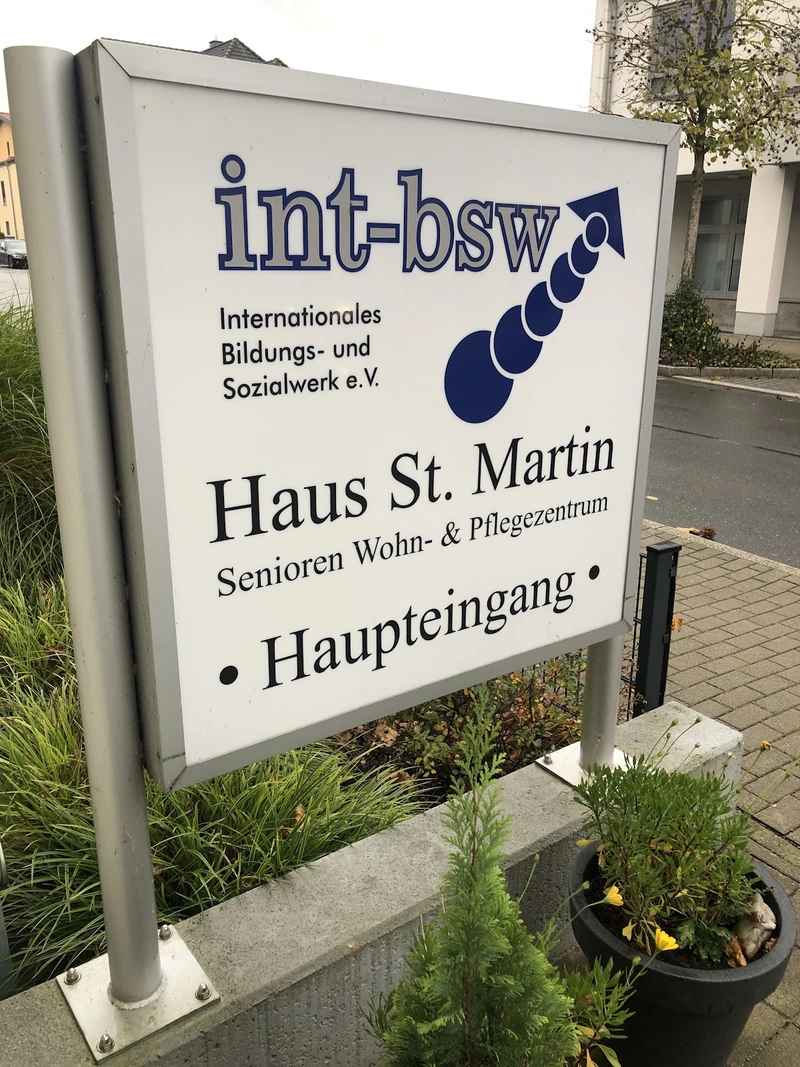 int-bsw
Internationales
Bildungs- und
Sozialwerk e.V.
Haus St. Martin
Senioren Wohn- & Pflegezentrum
• Haupteingang •